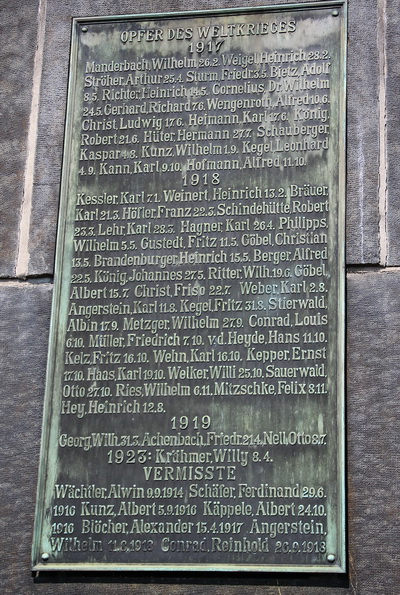 OPFER DES WELTKRIEGES
1917
Manderbach, Wilhelm 26.2. Weigel, Heinrich 28.2.
Ströher, Arthur 25.4. Sturm, Friedr. 3.5. Bietz, Adolf
8.5. Richter, Heinrich 14.5. Cornelius, Dr. Wilhelm
24.5. Gerhard, Richard 7.6. Wengenroth, Alfred 10.6.
Christ, Ludwig 17.6. Heimann, Karl 17.6. König,
Robert 21.6. Hüter, Hermann 27.7. Schauberger,
Kaspar 4.8. Kunz, Wilhelm 1.9. Kegel, Leonhard
4.9. Kann, Karl 9.10. Hofmann, Alfred 11.10.
1918
Kessler, Karl 7.1. Weinert, Heinrich 13.2. Bräuer,
Karl 21.3. Höfler, Franz 22.3. Schindehütte, Robert
23.3. Lehr, Karl 28.3. Hagner, Karl 26.4. Philipps,
Wilhelm 5.5. Gustedt, Fritz 11.5. Göbel, Christian
13.5. Brandenburger, Heinrich 15.5. Berger, Alfred
22.5. König, Johannes 27.5. Ritter, Wilh. 19.6. Göbel,
Albert 15.7. Christ, Friso 22.7. Weber, Karl 2.8.
Angerstein, Karl 11.8. Kegel, Fritz 31.8. Stierwald,
Albin 17.9. Metzger, Wilhelm 27.9. Conrad, Louis
6.10. Müller, Friedrich 7.10. v.d. Heyde, Hans 11.10.
Kelz, Fritz 16.10. Wehn, Karl 16.10. Kepper, Ernst
17.10. Haas, Karl 19.10. Welker, Willi 25.10. Sauerwald,
Otto 27.10. Ries, Wilhelm 6.11. Mitzschke, Felix 8.11.
Hey, Heinrich 12.8.
1919
Georg, Wilh. 31.3. Achenbach, Friedr. 21.4. Nell, Otto 8.7.
1923: Krähmer, Willy 8.4.
VERMISSTE
Wächtler, Alwin 9.9.1914 Schäfer, Ferdinand 29.6.
1916 Kunz, Albert 5.9.1916 Käppele, Albert 24.10.
1916 Blücher, Alexander 15.4.1917 Angerstein,
Wilhelm 1918 Conrad, Reinhold 1918